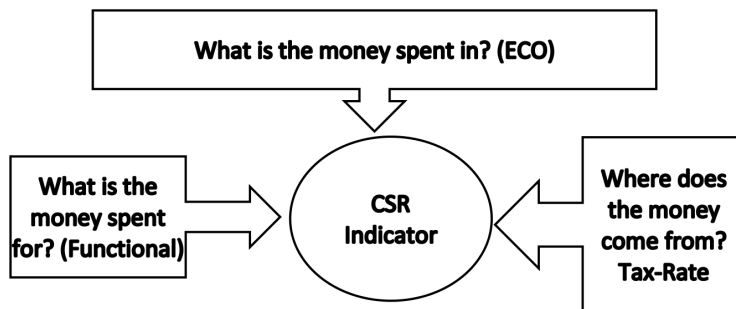 What is the money spent in? (ECO)
What is the
money spent
for? (Functional)
CSR
Indicator
Where does
the money
come from?
Tax-Rate